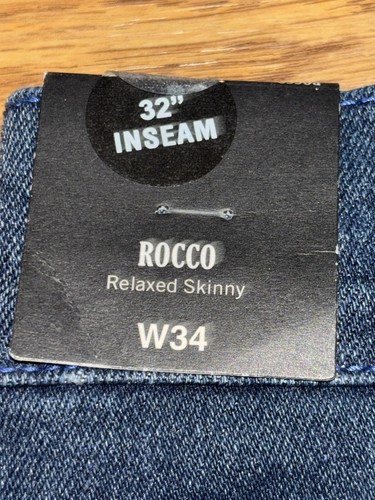 32"
INSEAM
ROCCO
Relaxed Skinny
W34